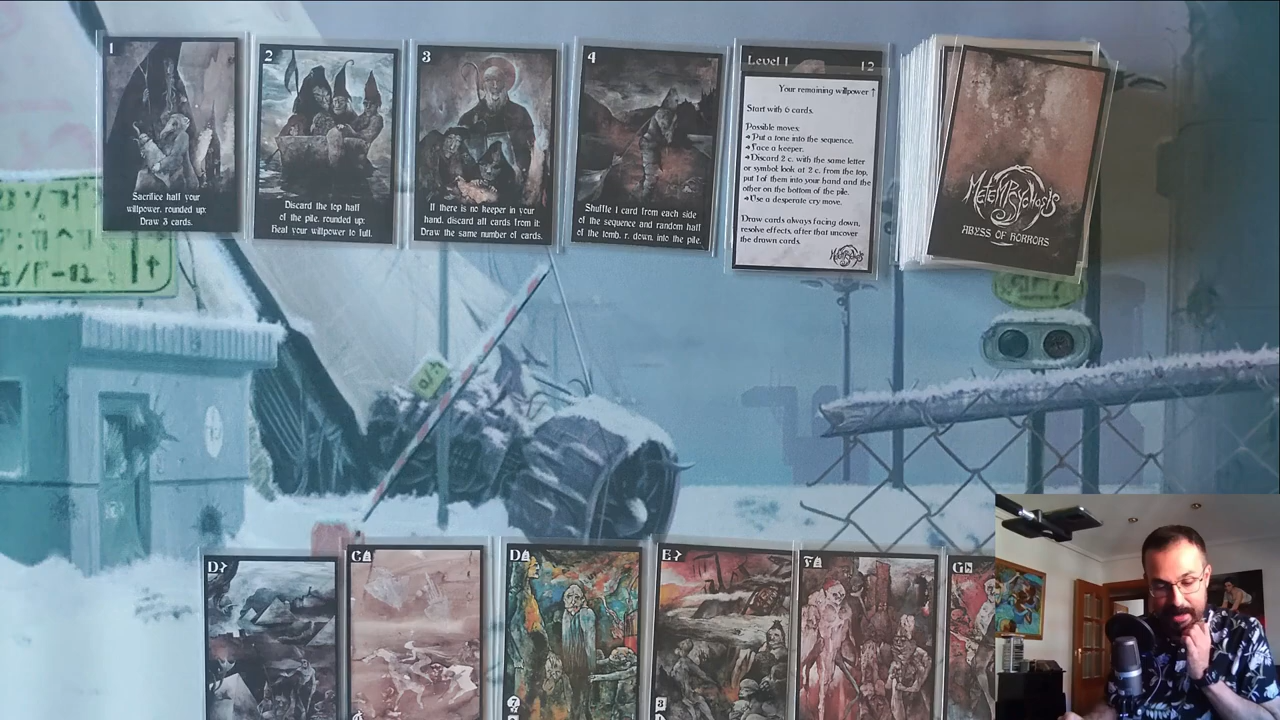 1
Sacrifice half your
willpower, rounded up:
Draw 3 cards.
2
Discard the top half
of the pile, rounded up:
Heal your willpower to full.
3
If there is no keeper in your
hand, discard all cards from it:
Draw the same number of cards.
4
Shuffle 1 card from each side
of the sequence and random half
of the tomb, r. down, into the pile.
Level 1 12
Your remaining willpower ↑
Start with 6 cards.
Possible moves:
➔ Put a tone into the sequence.
➔ Face a keeper.
➔ Discard 2 c. with the same letter
or symbol look at 2 c. from the top,
put 1 of them into your hand and the
other on the bottom of the pile.
➔ Use a desperate cry move.
Draw cards always facing down,
resolve effects, after that uncover
the drawn cards.
METEMPSYCHOSIS
METEMPSYCHOSIS
ABYSS OF HORRORS
D
C
D
7
E
3
F
G